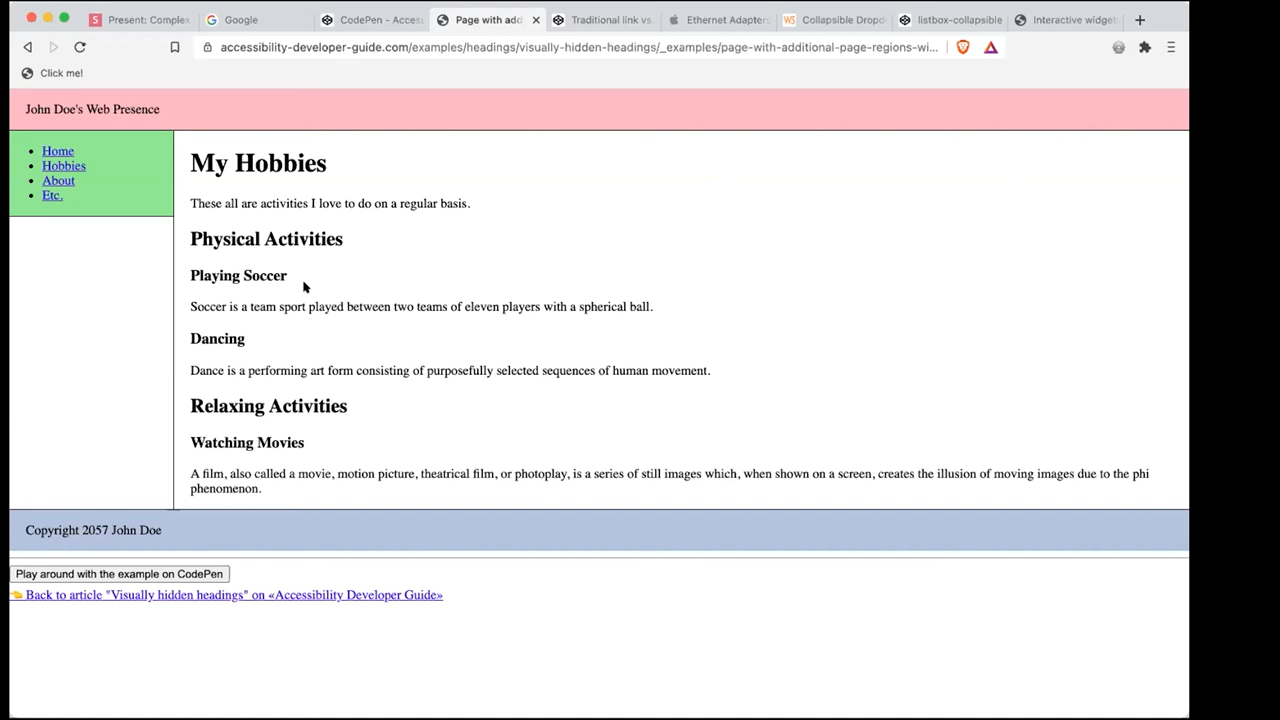 Present: Complex
Google
CodePen - Acces
Page with add
Traditional link vs.
Ethernet Adapter
Collapsible Dropd
listbox-collapsible
Interactive widget
accessibility-developer-guide.com/examples/headings/visually-hidden-headings/_examples/page-with-additional-page-regions-wi...
Click me!
John Doe's Web Presence
Home
Hobbies
About
Etc.
My Hobbies
These all are activities I love to do on a regular basis.
Physical Activities
Playing Soccer
Soccer is a team sport played between two teams of eleven players with a spherical ball.
Dancing
Dance is a performing art form consisting of purposefully selected sequences of human movement.
Relaxing Activities
Watching Movies
A film, also called a movie, motion picture, theatrical film, or photoplay, is a series of still images which, when shown on a screen, creates the illusion of moving images due to the phi
phenomenon.
Copyright 2057 John Doe
Play around with the example on CodePen
Back to article "Visually hidden headings" on «Accessibility Developer Guide»